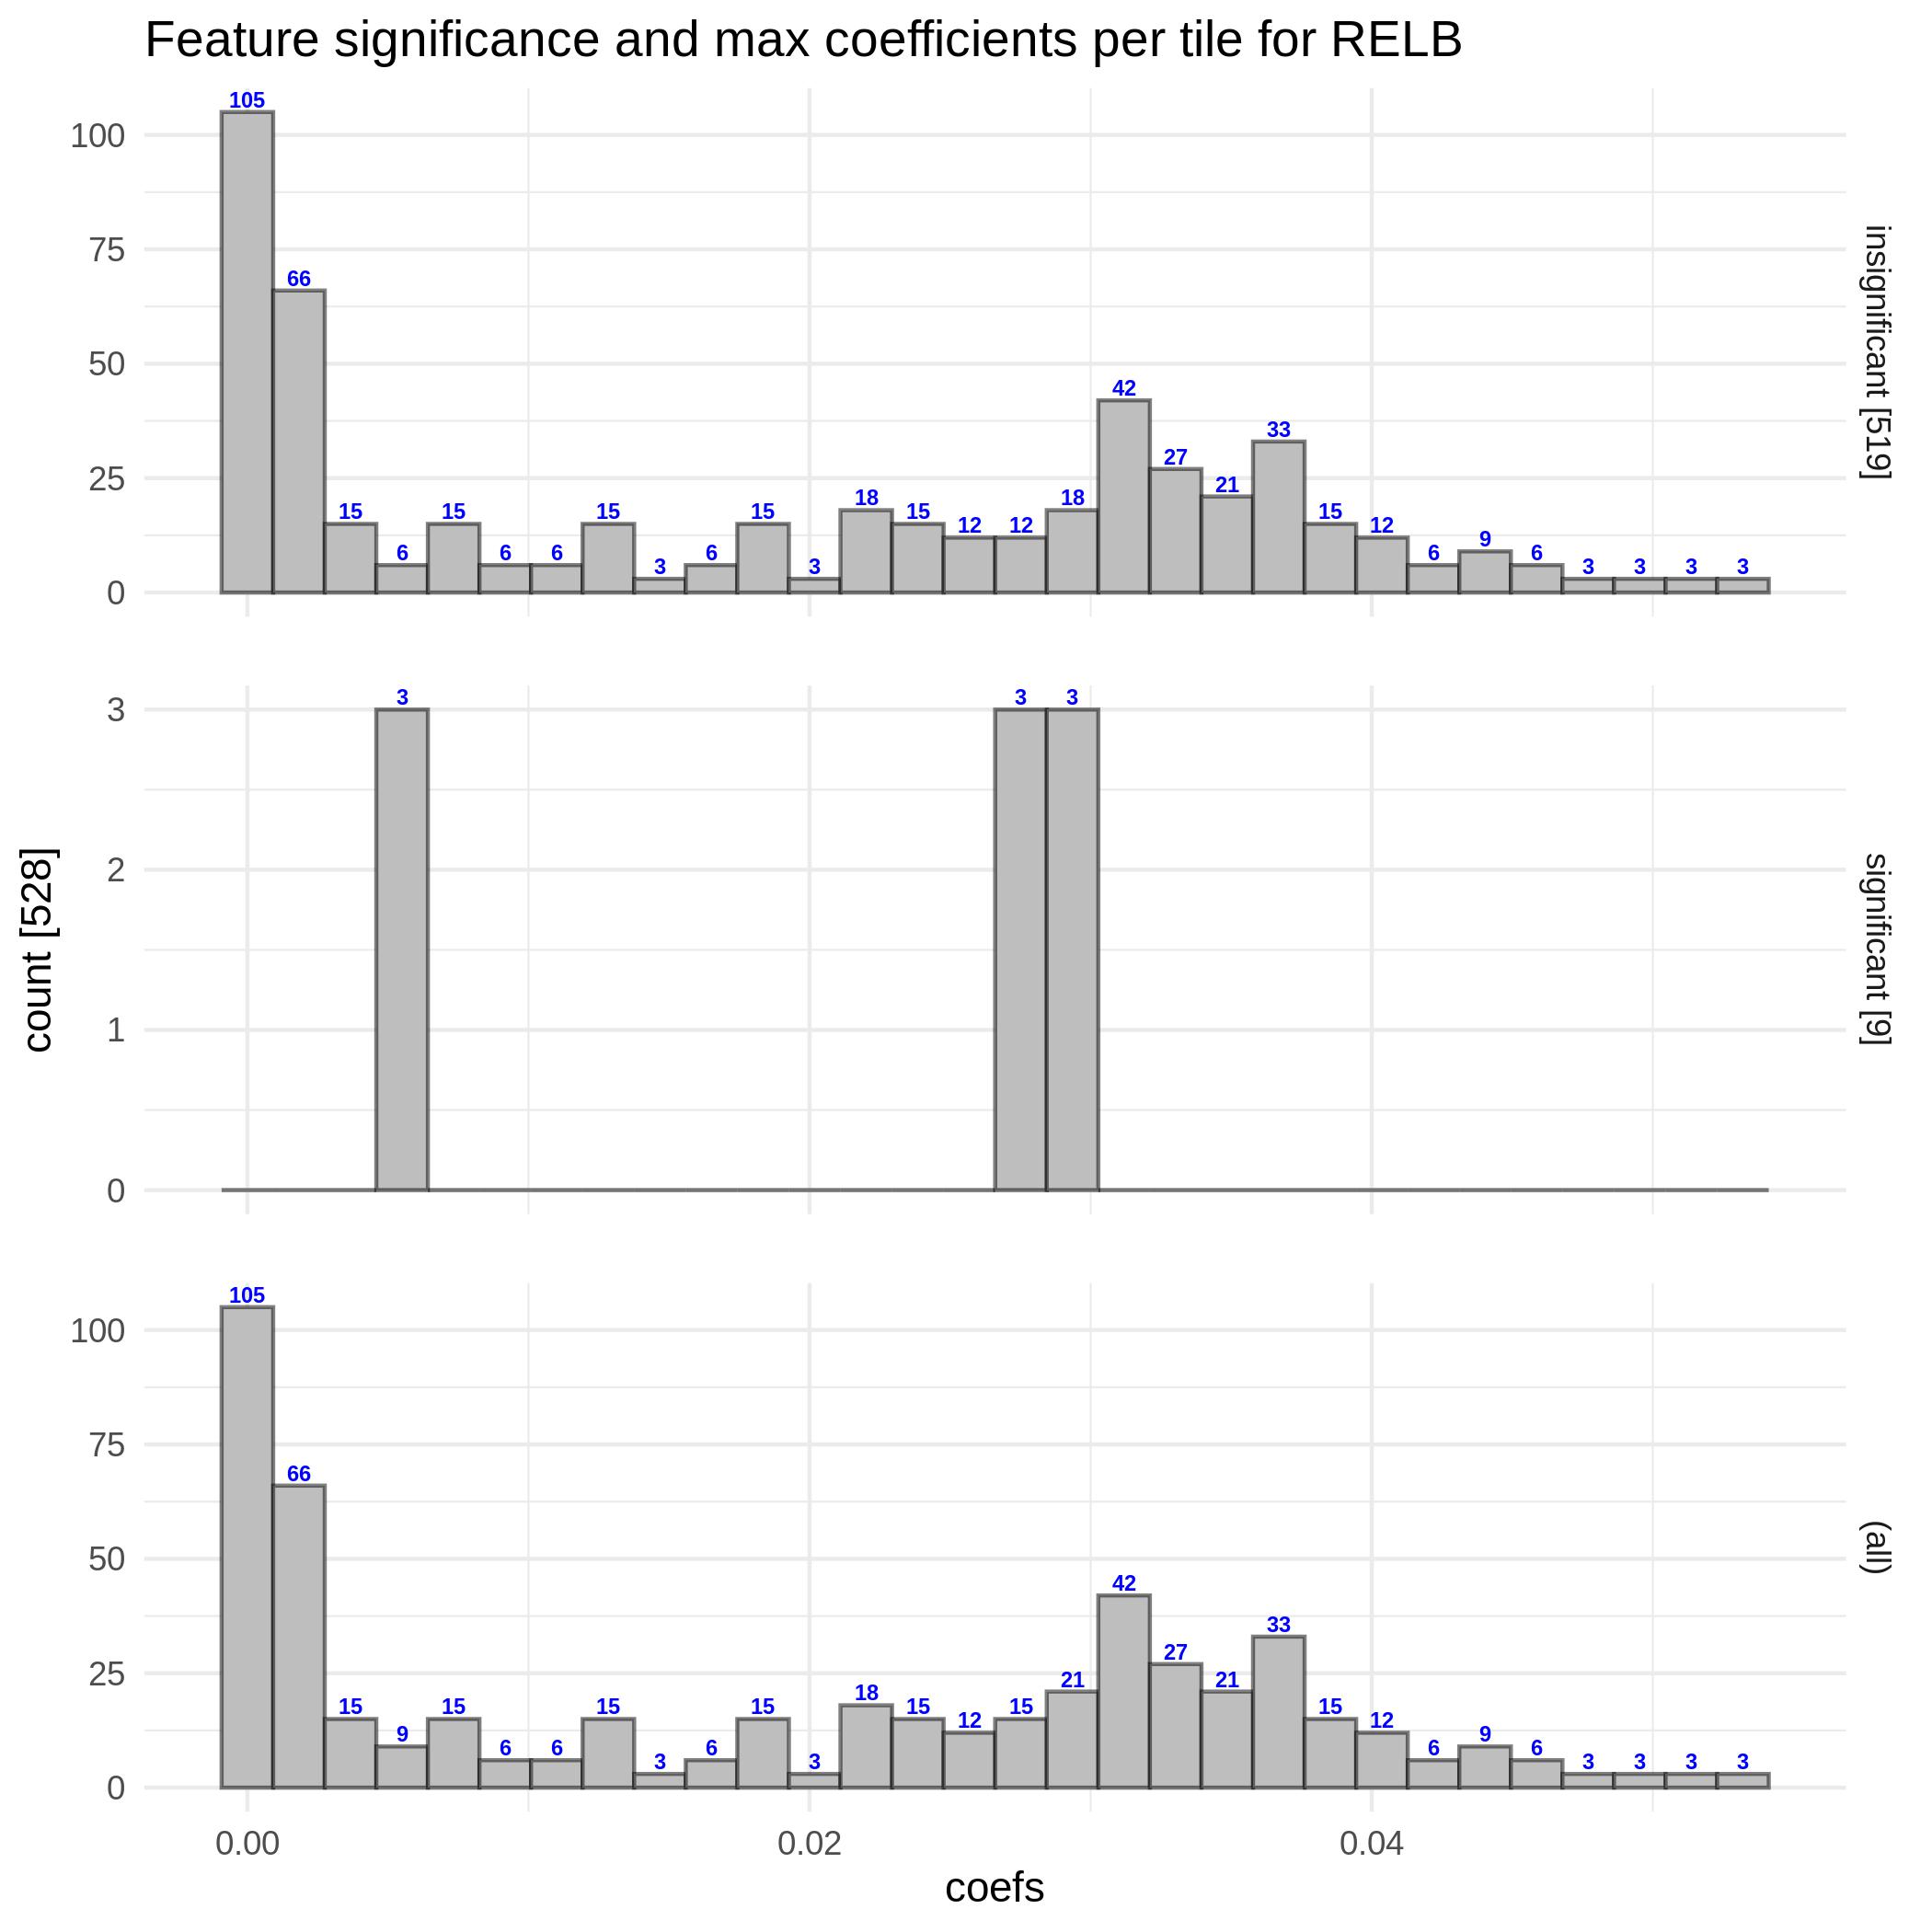 Feature significance and max coefficients per tile for RELB
105
100
75
66
50
42
33
27
25
21
18 15 12 12 18
15 6 15 6 6 15 3 6 15 3
15 12 6 9 6 3 3 3 3
0
insignificant [519]
3 3 3
3
2
1
0
significant [9]
count [528]
105
100
75
66
50
42
33
27
25
21 21
18 15 12 15
15 9 15 6 6 15 3 6 15 3
15 12 6 9 6 3 3 3 3
0
(all)
0.00 0.02 0.04
coefs